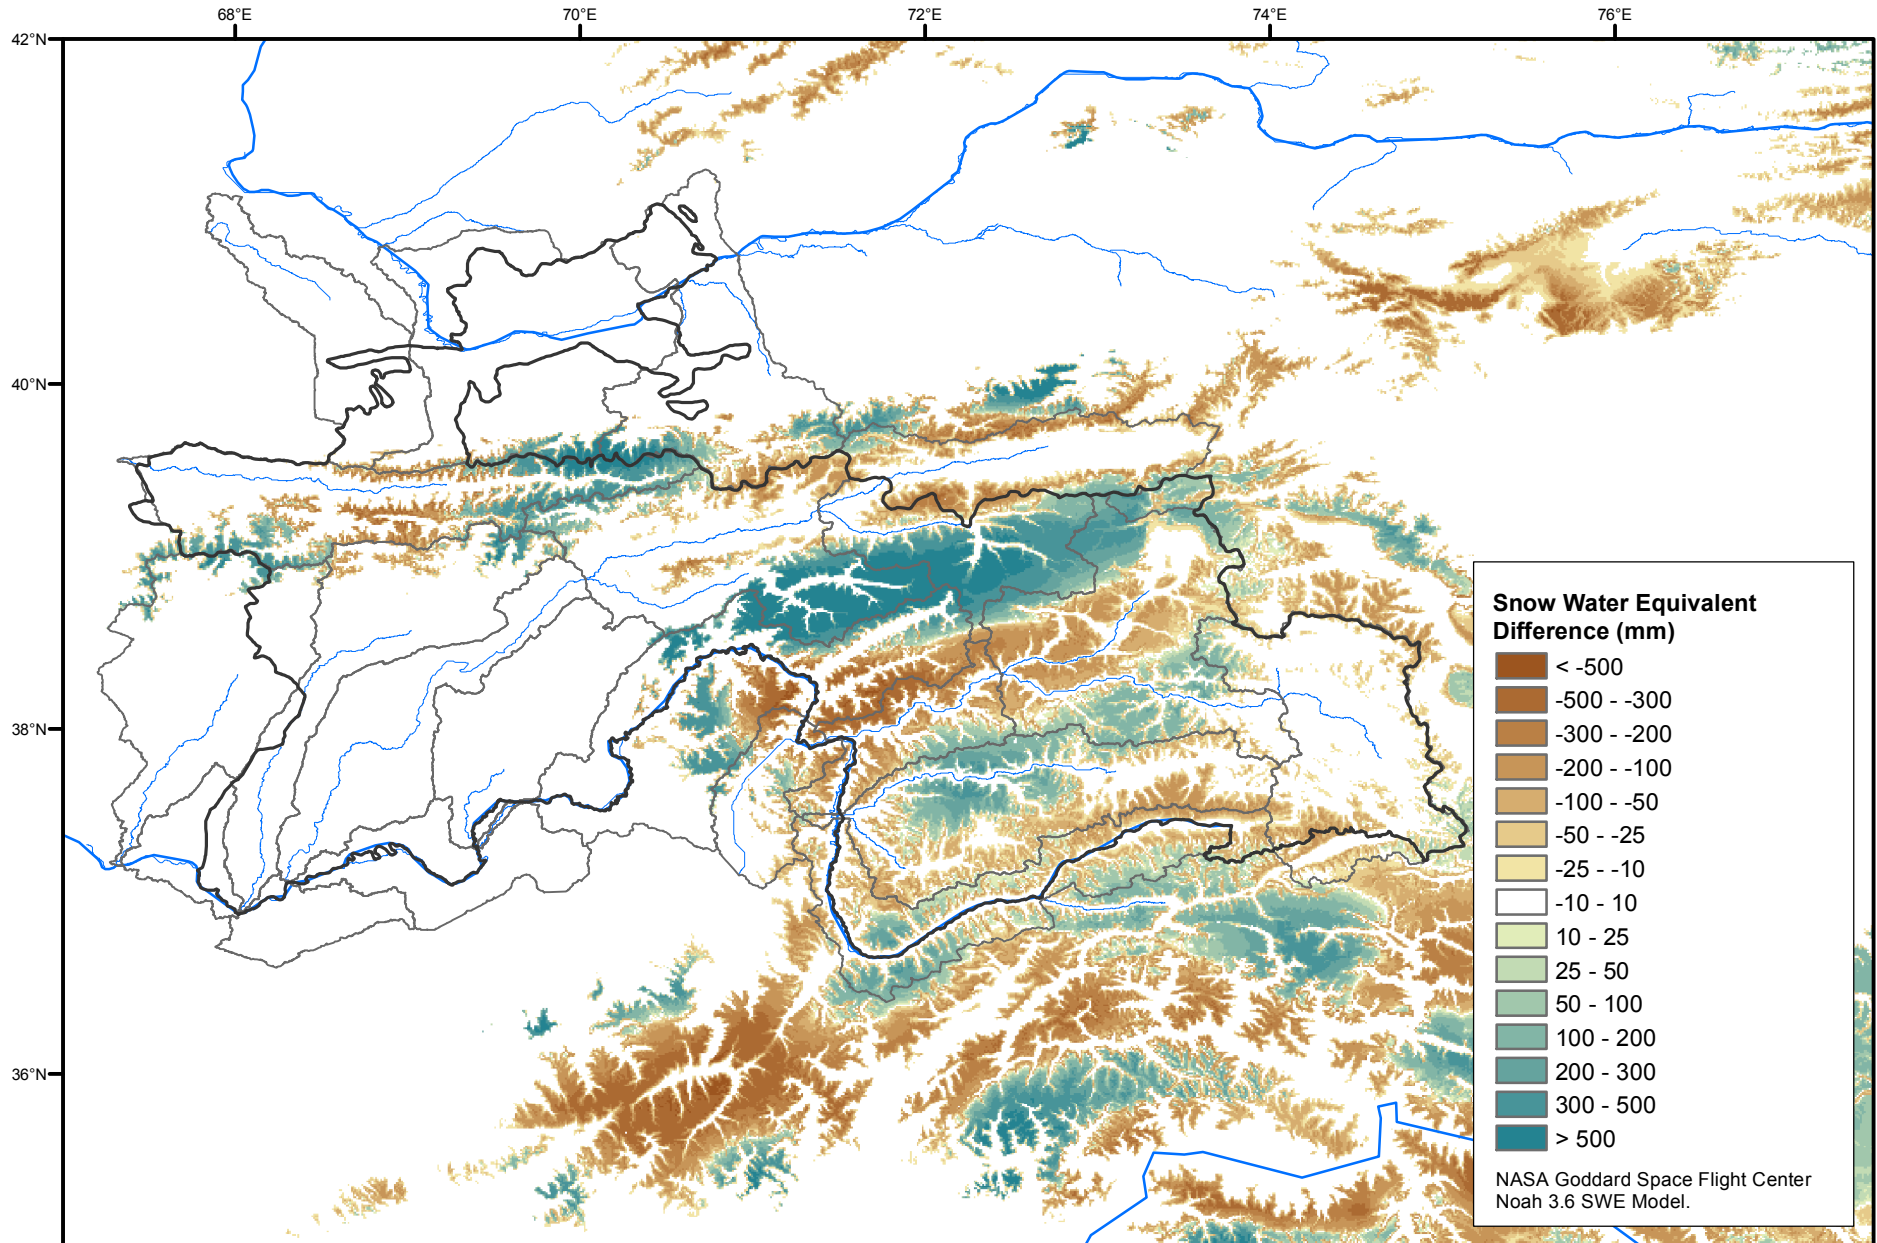 68°E 70°E 72°E 74°E 76°E
42°N
40°N
38°N
36°N
Snow Water Equivalent
Difference (mm)
< -500
-500 - -300
-300 - -200
-200 - -100
-100 - -50
-50 - -25
-25 - -10
-10 - 10
10 - 25
25 - 50
50 - 100
100 - 200
200 - 300
300 - 500
> 500
NASA Goddard Space Flight Center
Noah 3.6 SWE Model.